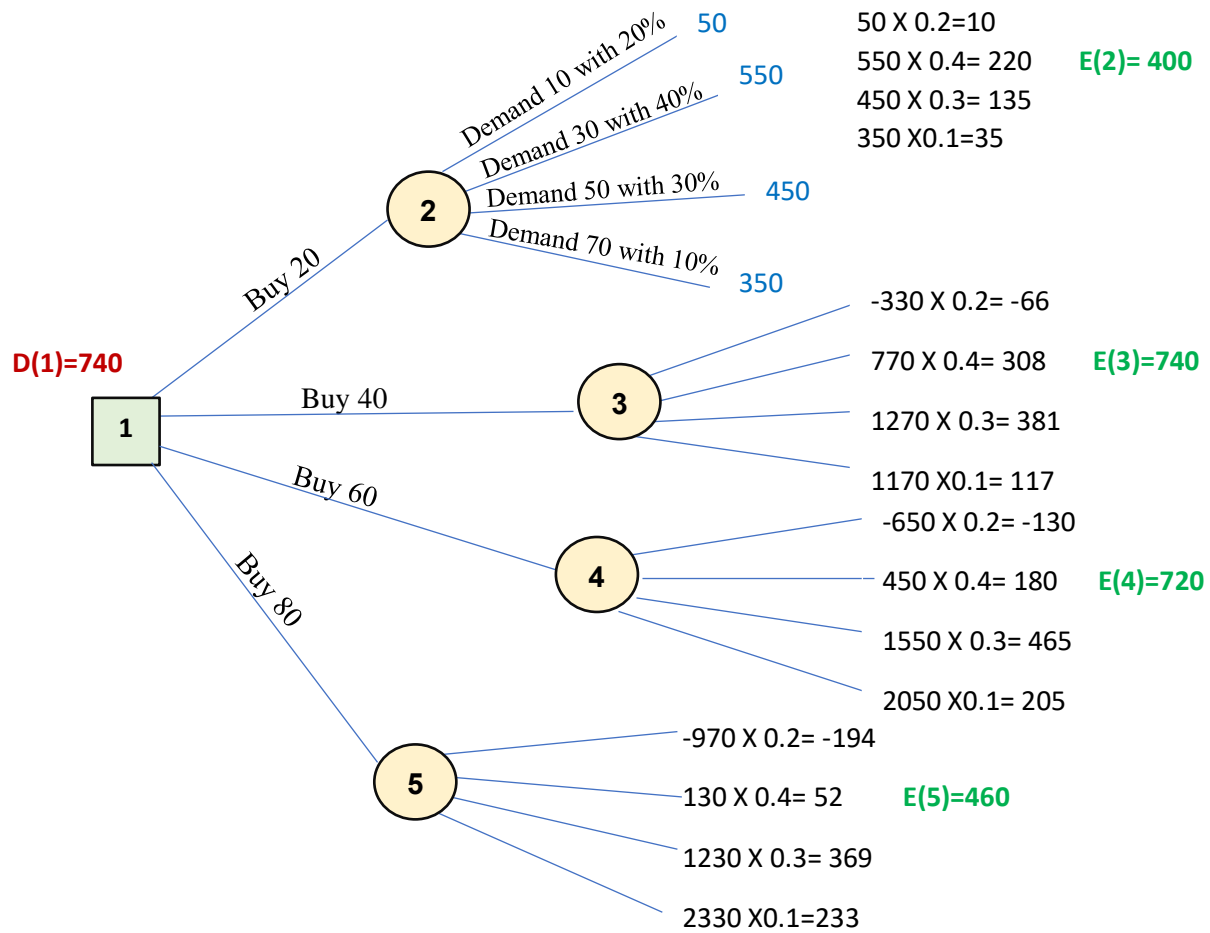 Demand 10 with 20%
50
50 X 0.2=10
Demand 30 with 40%
550
550 X 0.4= 220
E(2)= 400
450 X 0.3= 135
350 X0.1=35
2
Demand 50 with 30%
450
Demand 70 with 10%
350
Buy 20
-330 X 0.2= -66
D(1)=740
770 X 0.4= 308
E(3)=740
1
Buy 40
3
1270 X 0.3= 381
1170 X0.1= 117
Buy 60
-650 X 0.2= -130
4
450 X 0.4= 180
E(4)=720
Buy 80
1550 X 0.3= 465
2050 X0.1= 205
-970 X 0.2= -194
5
130 X 0.4= 52
E(5)=460
1230 X 0.3= 369
2330 X0.1=233